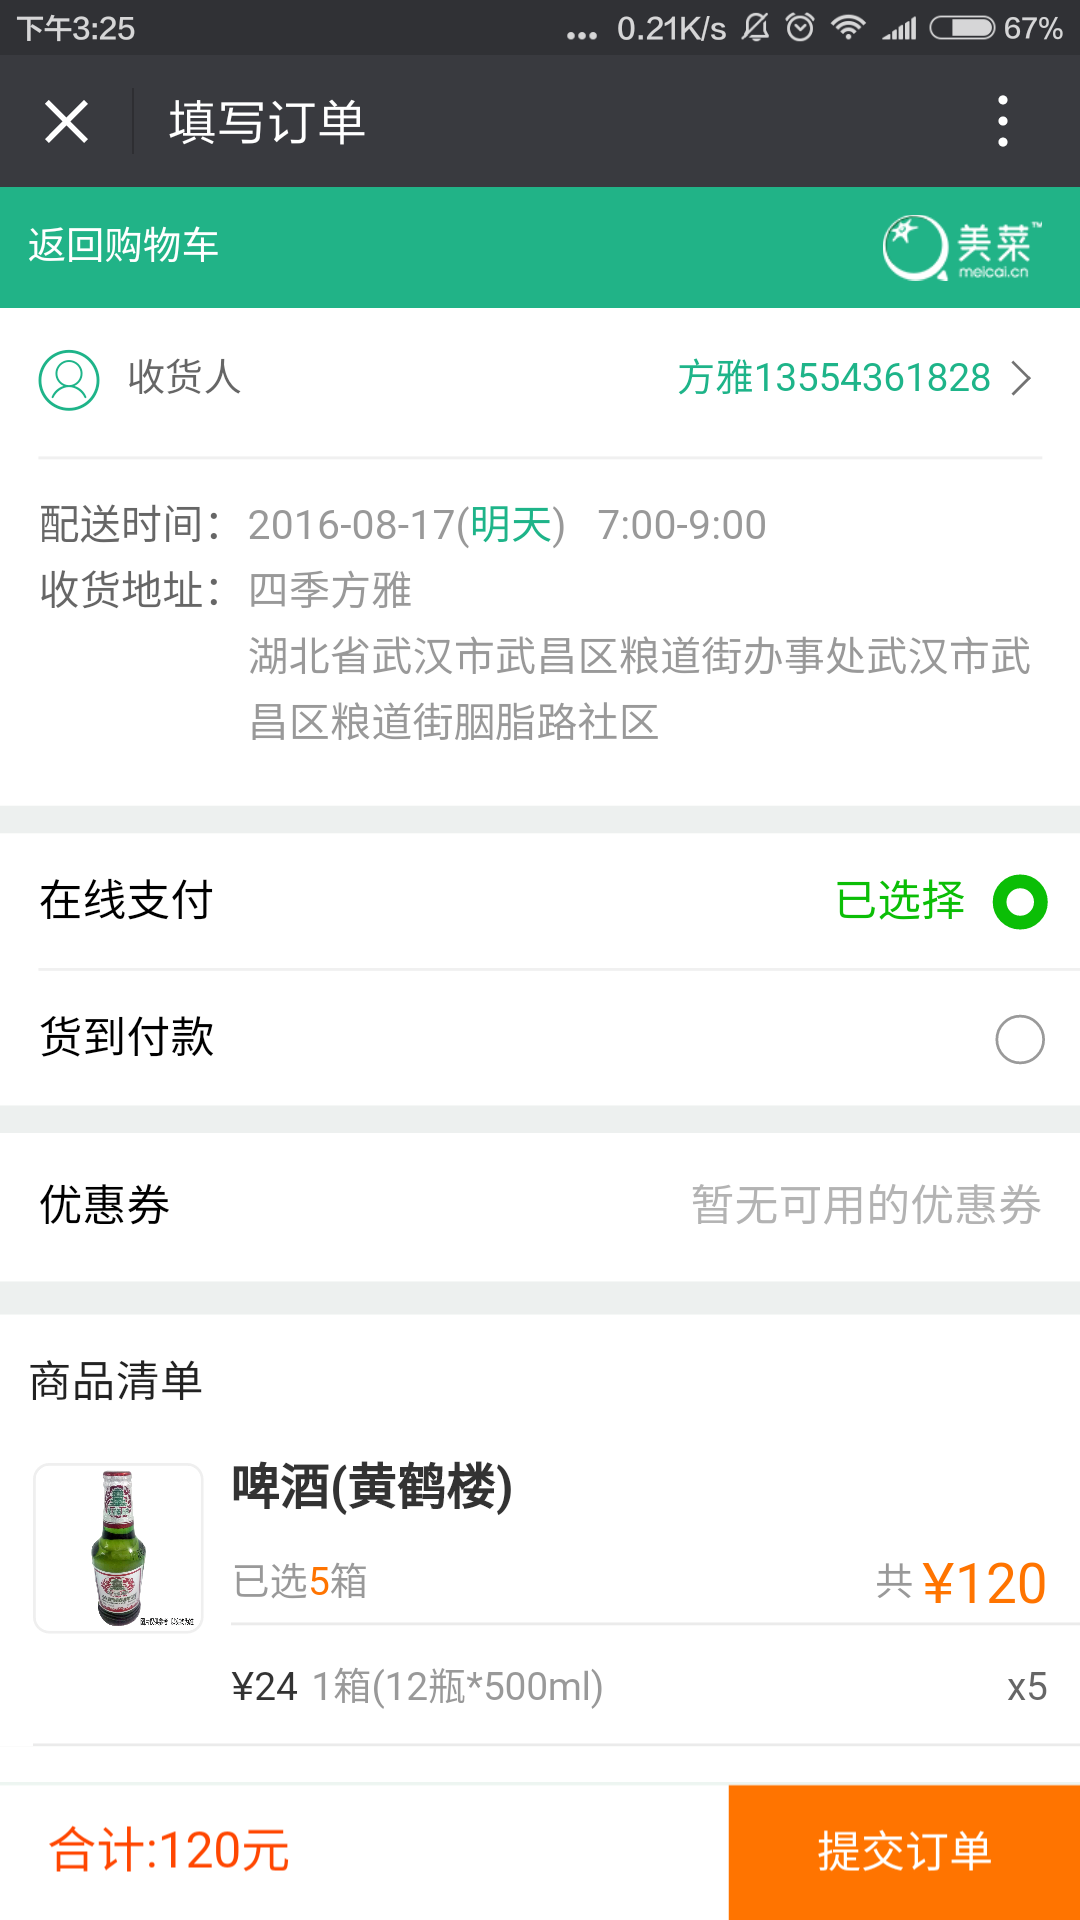 下午3:25 ... 0.21K/s 67%
填写订单
返回购物车 美菜™
meicai.cn
收货人 方雅13554361828
配送时间：2016-08-17(明天) 7:00-9:00
收货地址：四季方雅
湖北省武汉市武昌区粮道街办事处武汉市武
昌区粮道街胭脂路社区
在线支付 已选择
货到付款
优惠券 暂无可用的优惠券
商品清单
啤酒(黄鹤楼)
已选5箱 共¥120
¥24 1箱(12瓶*500ml) x5
合计:120元 提交订单